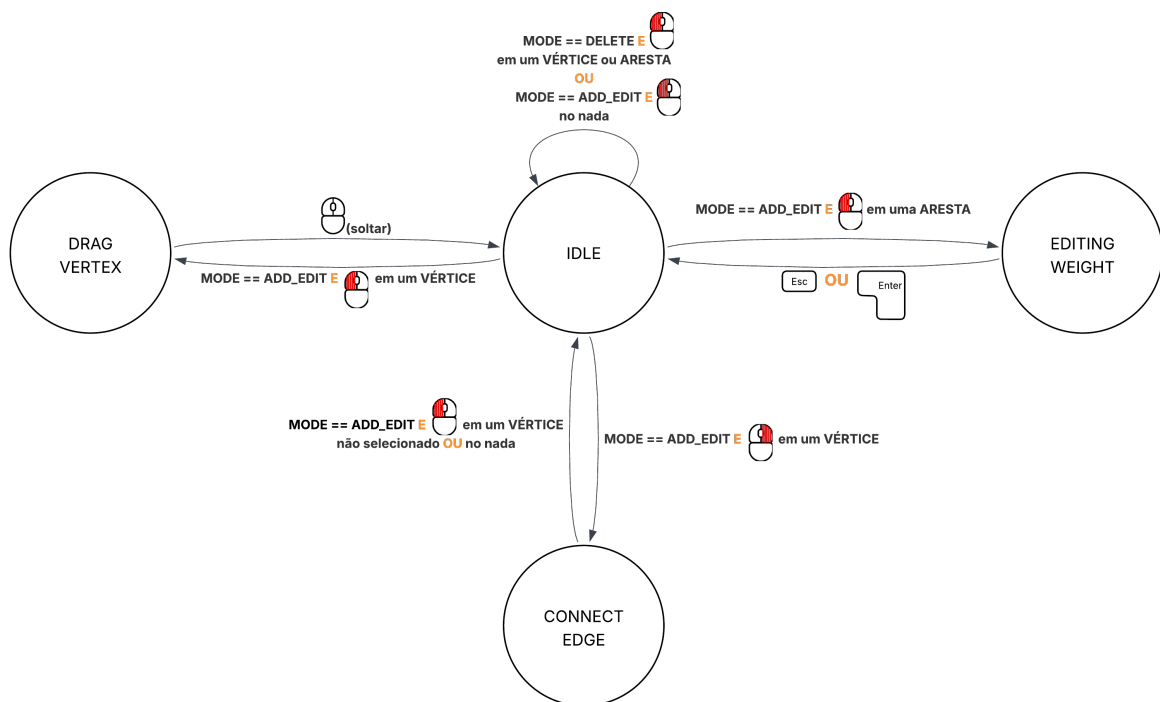 MODE == DELETE E
em um VÉRTICE ou ARESTA
OU
MODE == ADD_EDIT E
no nada
DRAG
VERTEX
(soltar)
MODE == ADD_EDIT E em um VÉRTICE
IDLE
MODE == ADD_EDIT E em uma ARESTA
Esc OU Enter
EDITING
WEIGHT
MODE == ADD_EDIT E em um VÉRTICE
não selecionado OU no nada
MODE == ADD_EDIT E em um VÉRTICE
CONNECT
EDGE